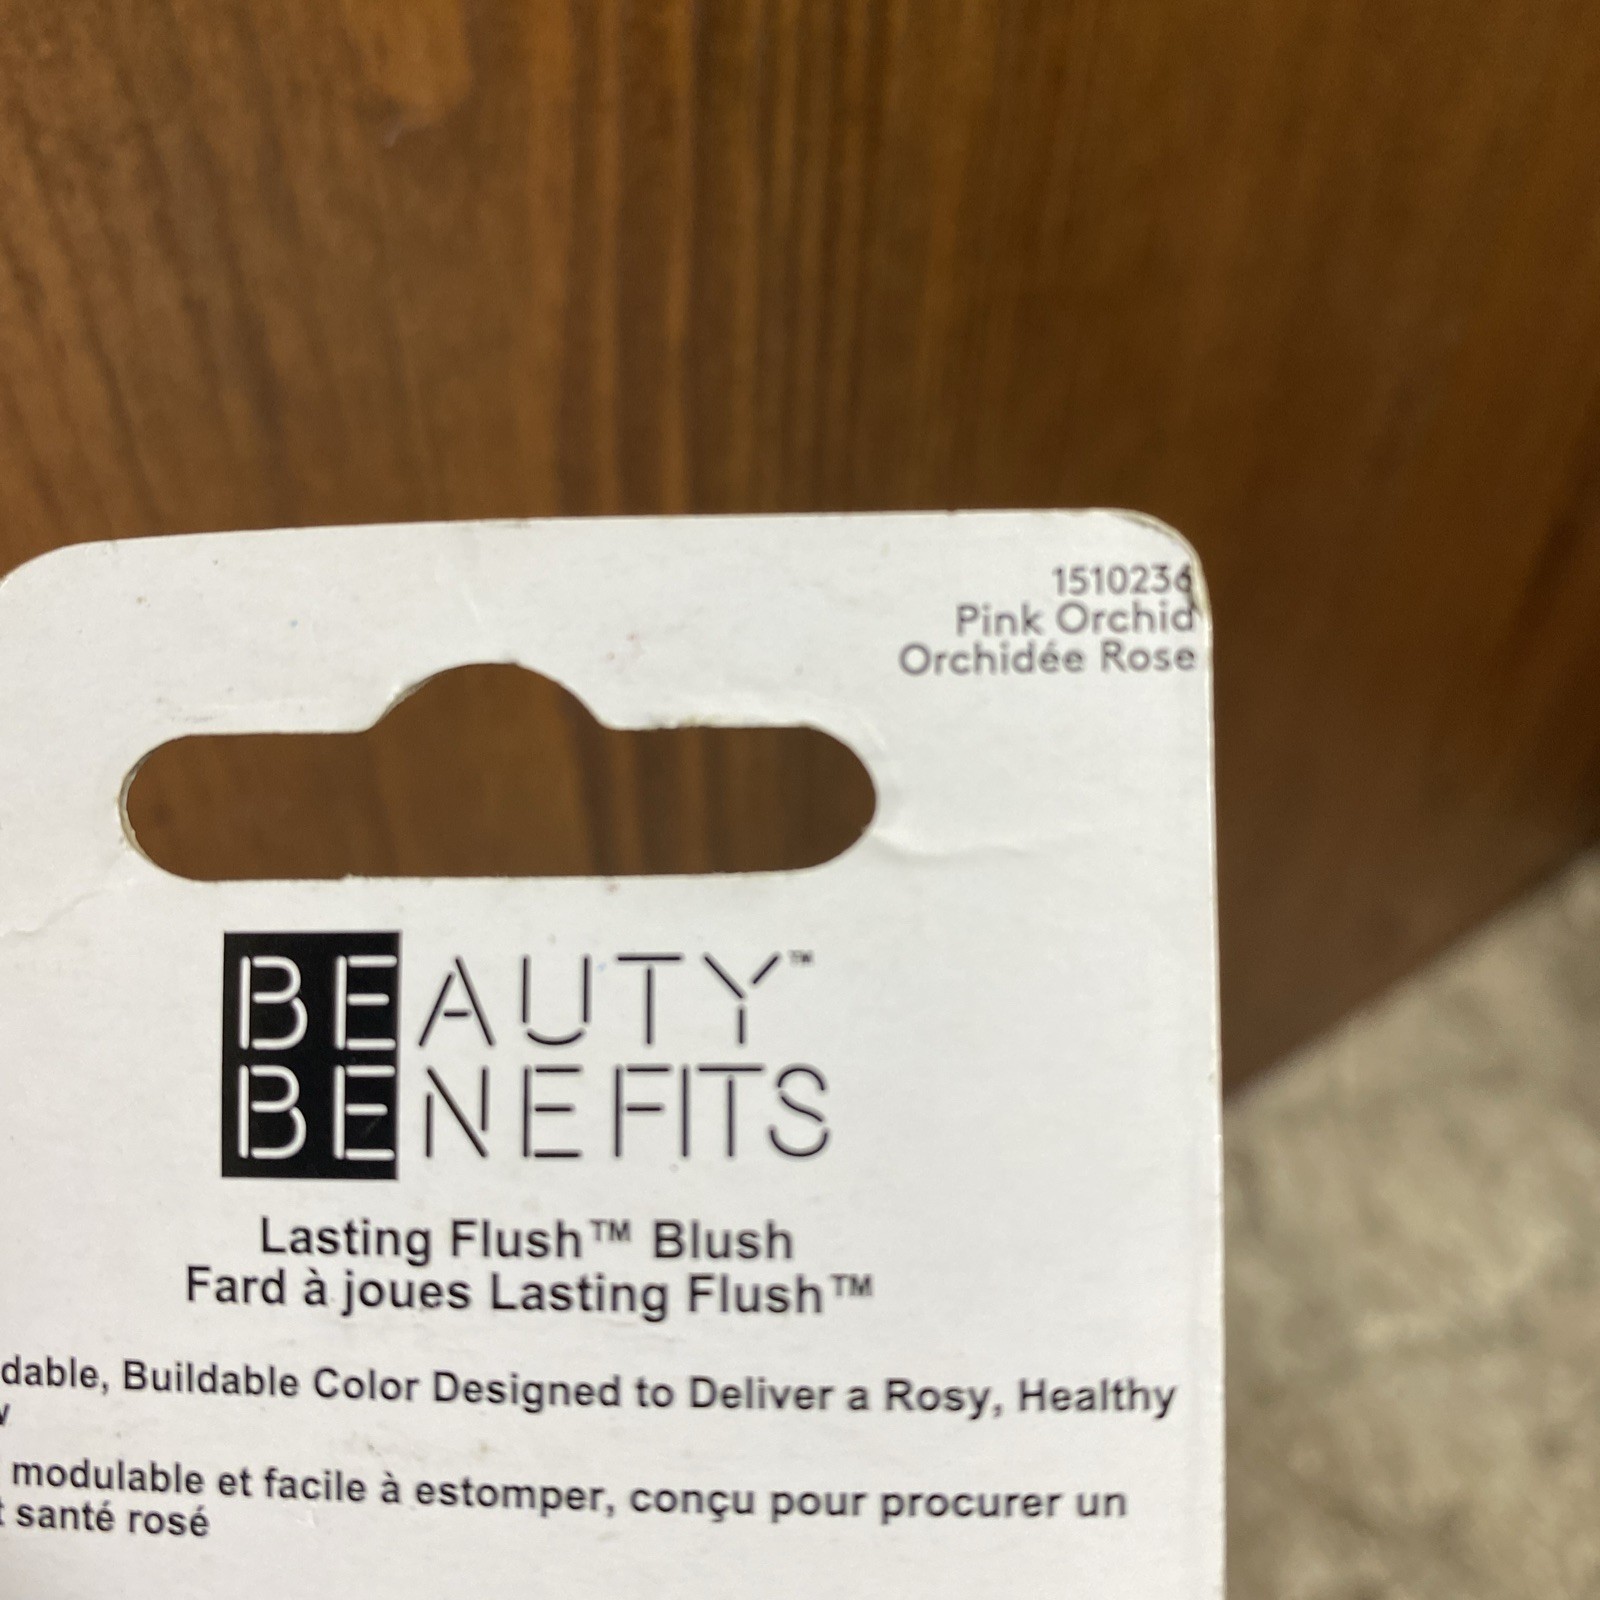 1510236
Pink Orchid
Orchidée Rose
BEAUTY™
BENEFITS
Lasting Flush™ Blush
Fard à joues Lasting Flush™
dable, Buildable Color Designed to Deliver a Rosy, Healthy
modulable et facile à estomper, conçu pour procurer un
santé rosé